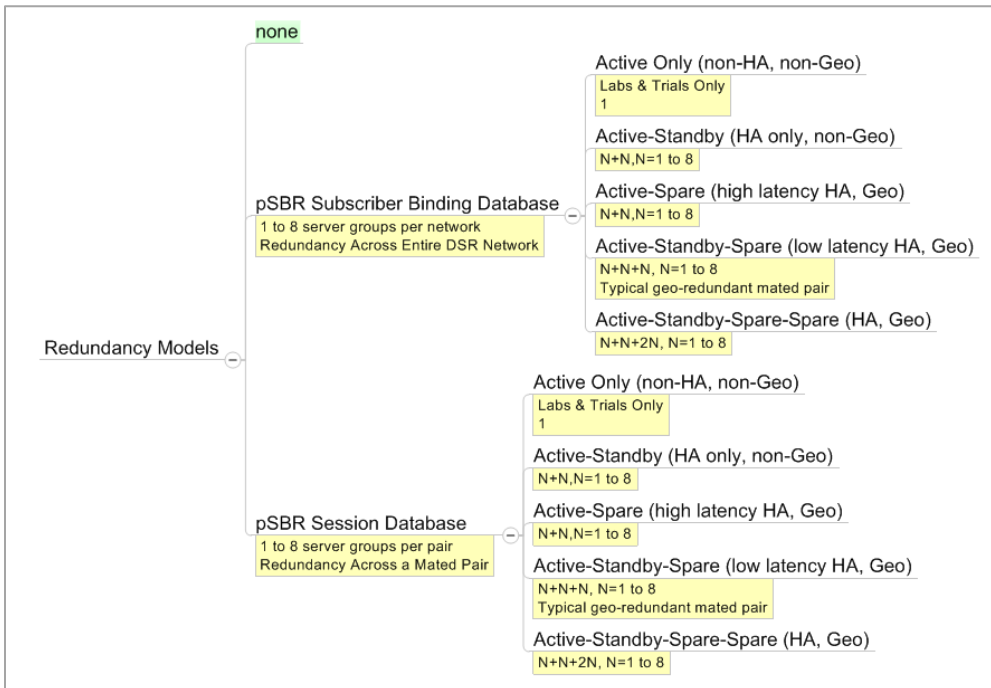 none
Redundancy Models
pSBR Subscriber Binding Database
1 to 8 server groups per network
Redundancy Across Entire DSR Network
Active Only (non-HA, non-Geo)
Labs & Trials Only
1
Active-Standby (HA only, non-Geo)
N+N,N=1 to 8
Active-Spare (high latency HA, Geo)
N+N,N=1 to 8
Active-Standby-Spare (low latency HA, Geo)
N+N+N, N=1 to 8
Typical geo-redundant mated pair
Active-Standby-Spare-Spare (HA, Geo)
N+N+2N, N=1 to 8
pSBR Session Database
1 to 8 server groups per pair
Redundancy Across a Mated Pair
Active Only (non-HA, non-Geo)
Labs & Trials Only
1
Active-Standby (HA only, non-Geo)
N+N,N=1 to 8
Active-Spare (high latency HA, Geo)
N+N,N=1 to 8
Active-Standby-Spare (low latency HA, Geo)
N+N+N, N=1 to 8
Typical geo-redundant mated pair
Active-Standby-Spare-Spare (HA, Geo)
N+N+2N, N=1 to 8